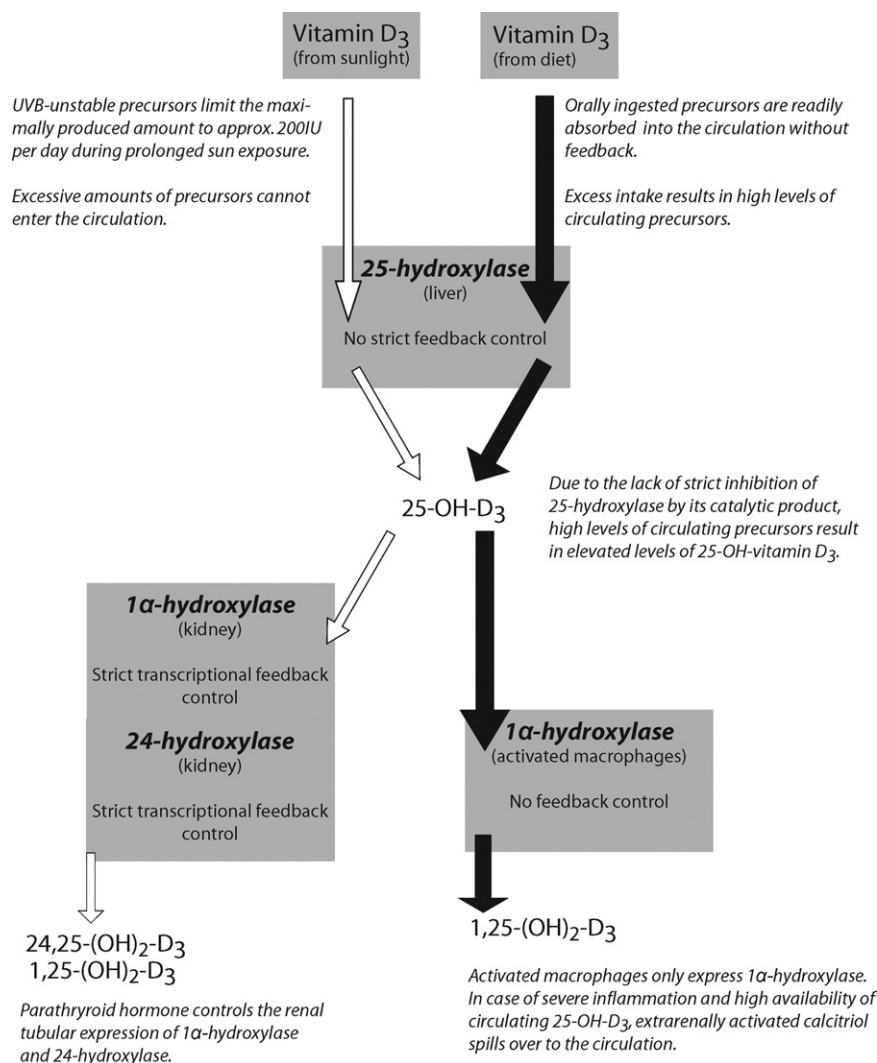 Vitamin D3
(from sunlight)
Vitamin D3
(from diet)
UVB-unstable precursors limit the maxi-
mally produced amount to approx. 200IU
per day during prolonged sun exposure.
Excessive amounts of precursors cannot
enter the circulation.
Orally ingested precursors are readily
absorbed into the circulation without
feedback.
Excess intake results in high levels of
circulating precursors.
25-hydroxylase
(liver)
No strict feedback control
25-OH-D3
Due to the lack of strict inhibition of
25-hydroxylase by its catalytic product,
high levels of circulating precursors result
in elevated levels of 25-OH-vitamin D3.
1α-hydroxylase
(kidney)
Strict transcriptional feedback
control
24-hydroxylase
(kidney)
Strict transcriptional feedback
control
1α-hydroxylase
(activated macrophages)
No feedback control
24,25-(OH)2-D3
1,25-(OH)2-D3
Parathryroid hormone controls the renal
tubular expression of 1α-hydroxylase
and 24-hydroxylase.
1,25-(OH)2-D3
Activated macrophages only express 1α-hydroxylase.
In case of severe inflammation and high availability of
circulating 25-OH-D3, extrarenally activated calcitriol
spills over to the circulation.